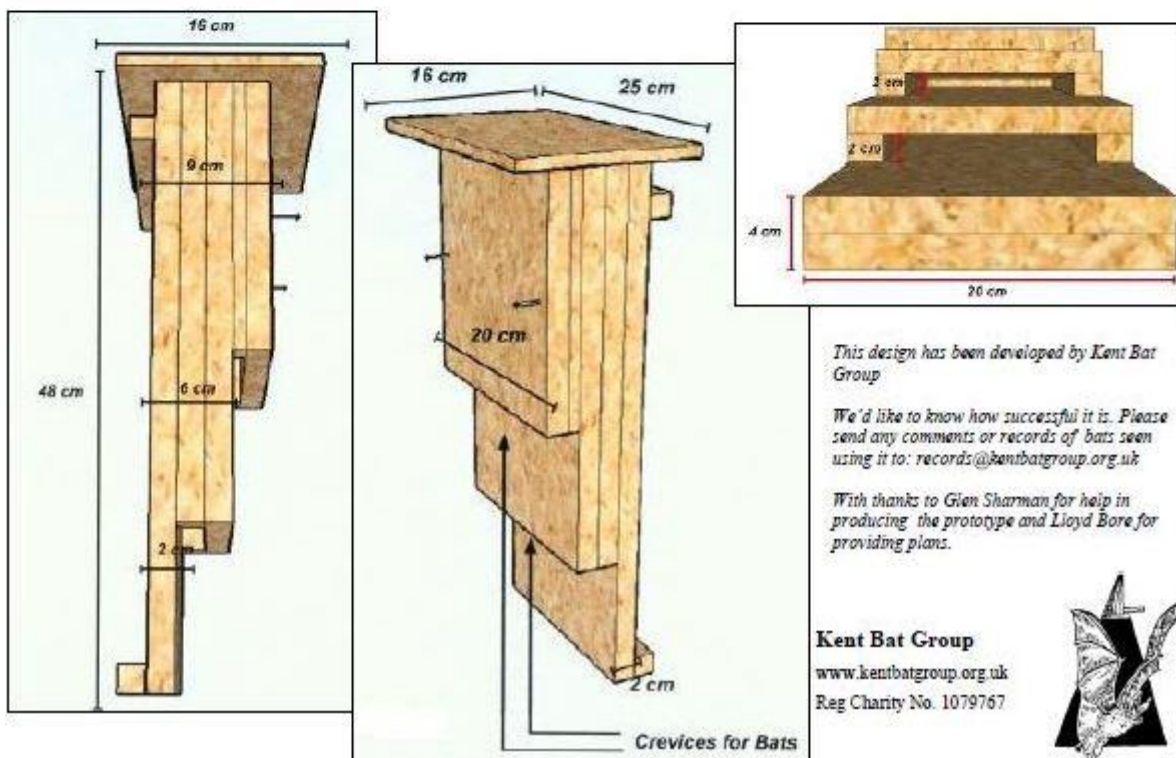 16 cm
9 cm
48 cm
6 cm
2 cm
16 cm
25 cm
20 cm
2 cm
Crevices for Bats
2 cm
2 cm
4 cm
20 cm
This design has been developed by Kent Bat
Group
We'd like to know how successful it is. Please
send any comments or records of bats seen
using it to: records@kentbatgroup.org.uk
With thanks to Glen Sharman for help in
producing the prototype and Lloyd Bore for
providing plans.
Kent Bat Group
www.kentbatgroup.org.uk
Reg Charity No. 1079767